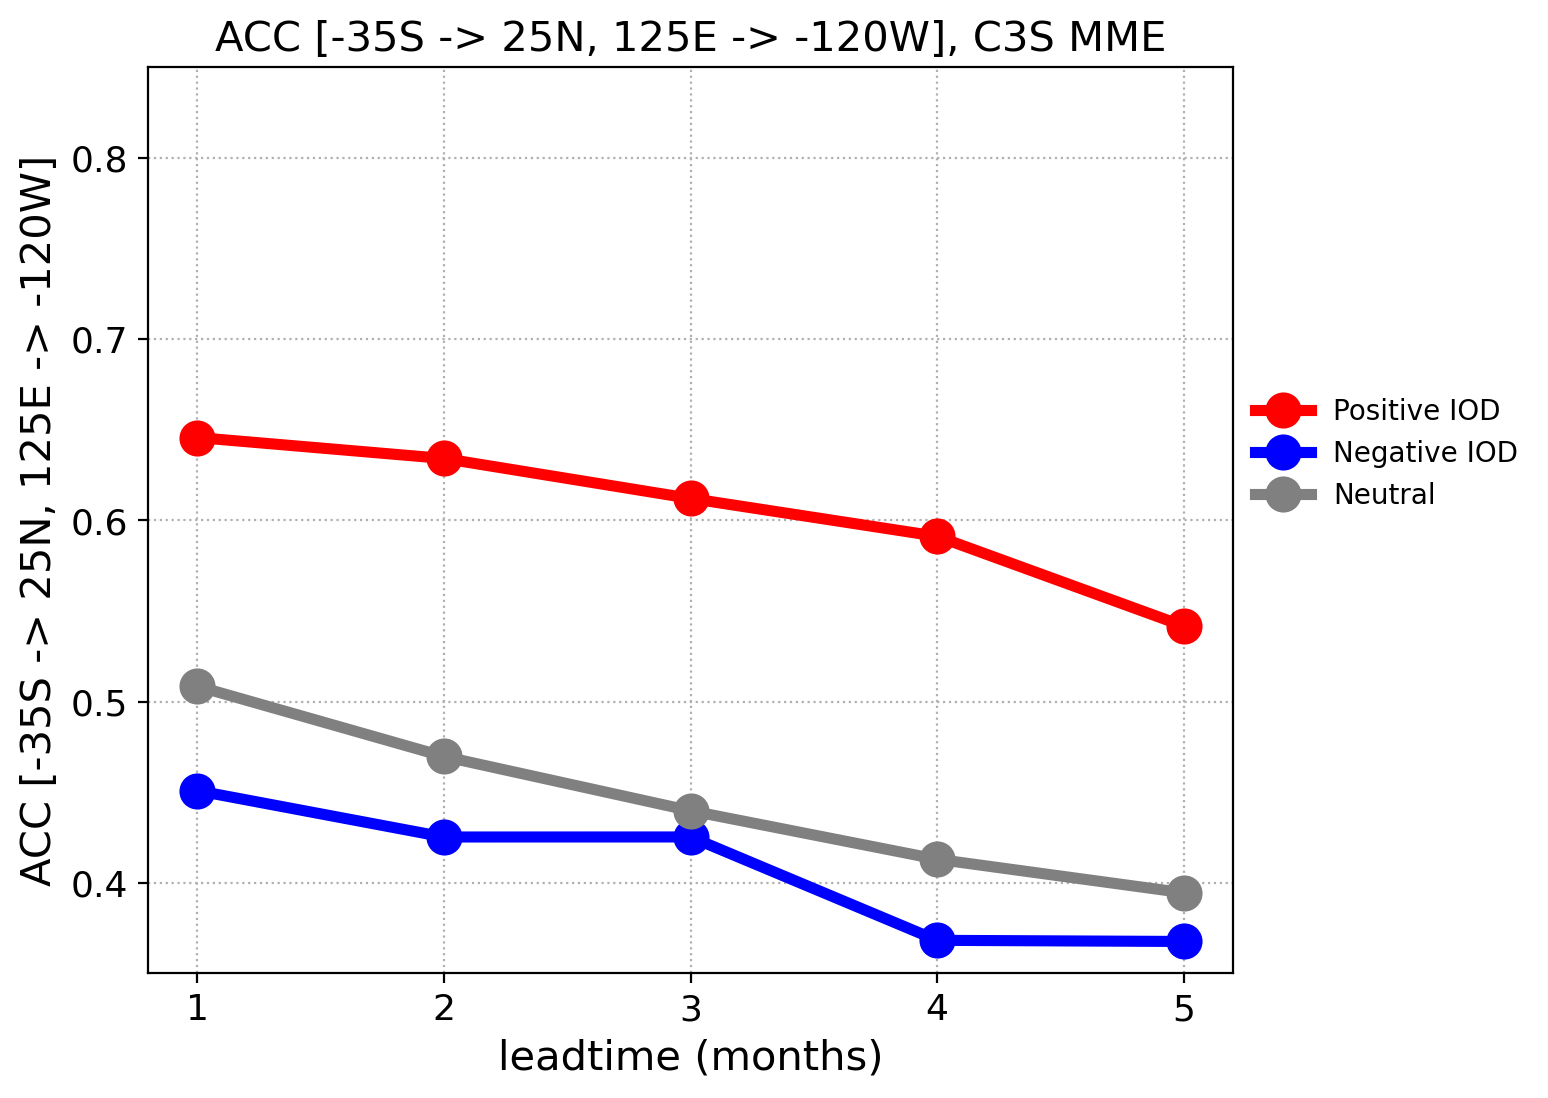 ACC [-35S -> 25N, 125E -> -120W], C3S MME
ACC [-35S -> 25N, 125E -> -120W]
0.8
0.7
0.6
0.5
0.4
1
2
3
4
5
leadtime (months)
Positive IOD
Negative IOD
Neutral